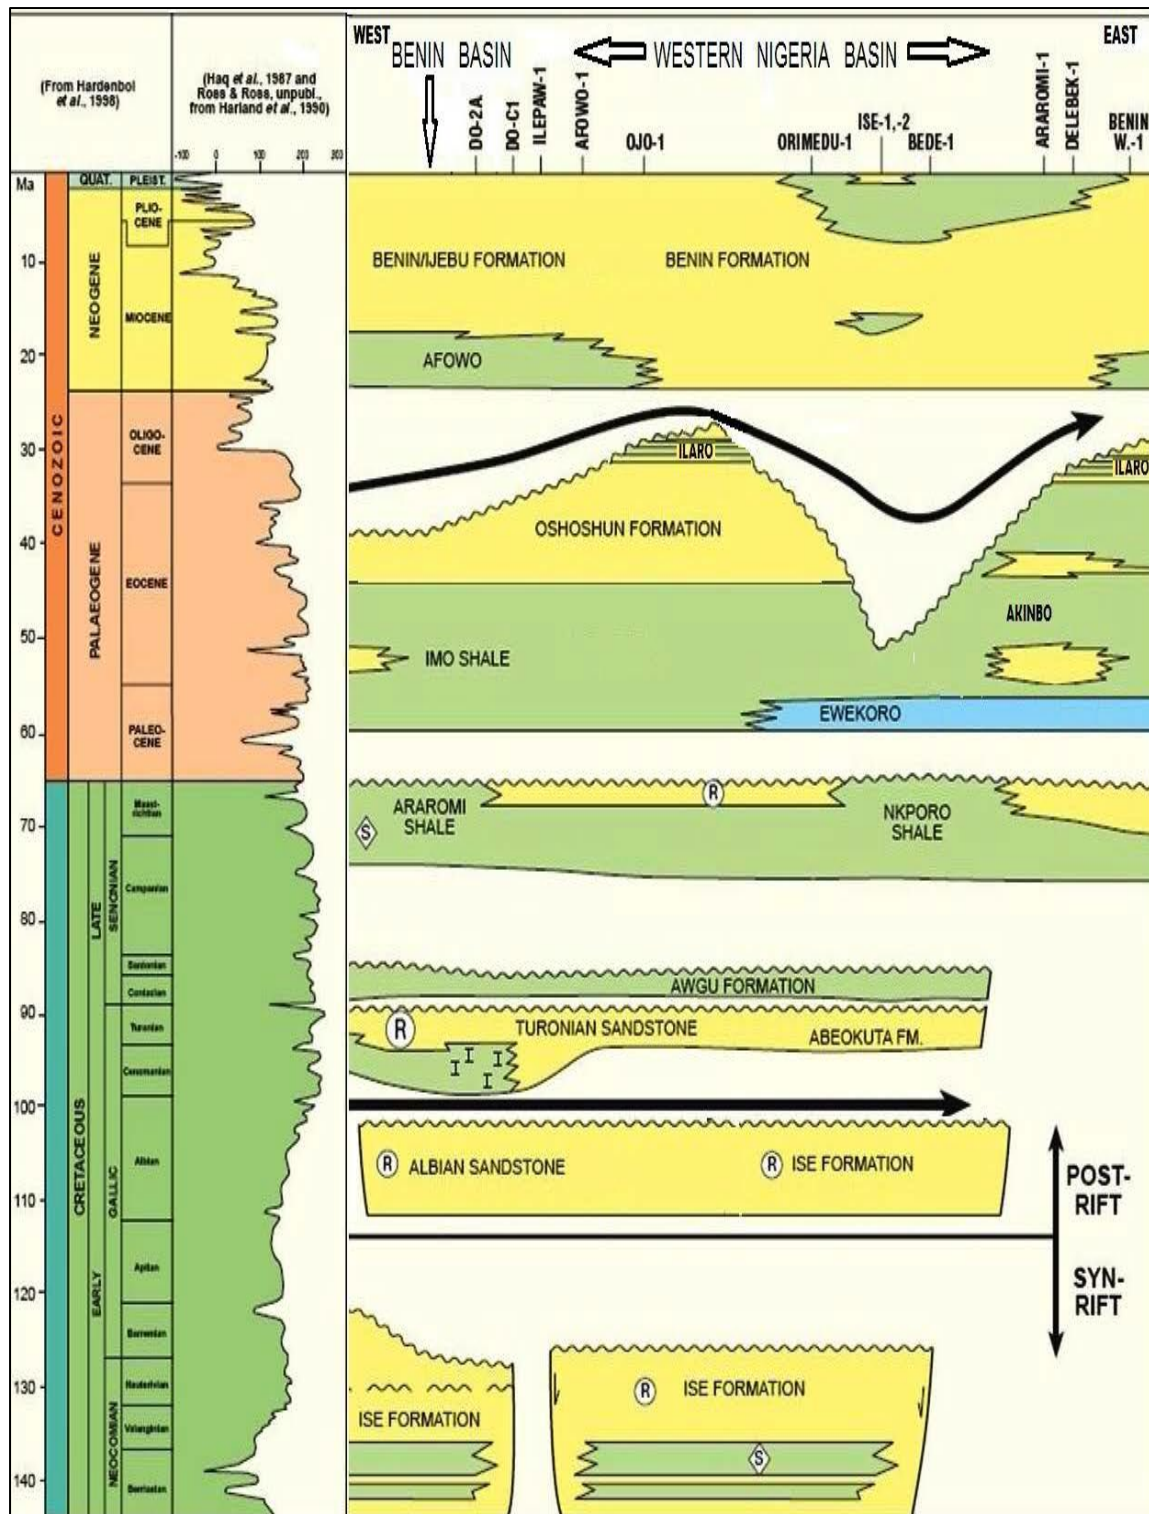 (From Hardenbol
et al., 1998)
(Haq et al., 1987 and
Ross & Ross, unpubl.,
from Harland et al., 1990)
-100 0 100 200 300
WEST
EAST
BENIN BASIN
WESTERN NIGERIA BASIN
DO-2A
DO-C1
ILEPAW-1
AFOWO-1
OJO-1
ORIMEDU-1
ISE-1,-2
BEDE-1
ARAROMI-1
DELEBEK-1
BENIN
W.-1
Ma
10
20
30
40
50
60
70
80
90
100
110
120
130
140
CENOZOIC
QUAT.
NEOGENE
PALAEOGENE
CRETACEOUS
LATE
EARLY
SENONIAN
GALLIC
NEOCOMIAN
PLEIST.
PLIO-
CENE
MIOCENE
OLIGO-
CENE
EOCENE
PALEO-
CENE
Maast-
richtian
Campanian
Santonian
Coniacian
Turonian
Cenomanian
Albian
Aptian
Barremian
Hauterivian
Valanginian
Berriasian
BENIN/IJEBU FORMATION
BENIN FORMATION
AFOWO
ILARO
ILARO
OSHOSHUN FORMATION
AKINBO
IMO SHALE
EWEKORO
R
ARAROMI
SHALE
S
NKPORO
SHALE
AWGU FORMATION
R
TURONIAN SANDSTONE
ABEOKUTA FM.
R
ALBIAN SANDSTONE
R
ISE FORMATION
POST-
RIFT
SYN-
RIFT
R
ISE FORMATION
ISE FORMATION
S